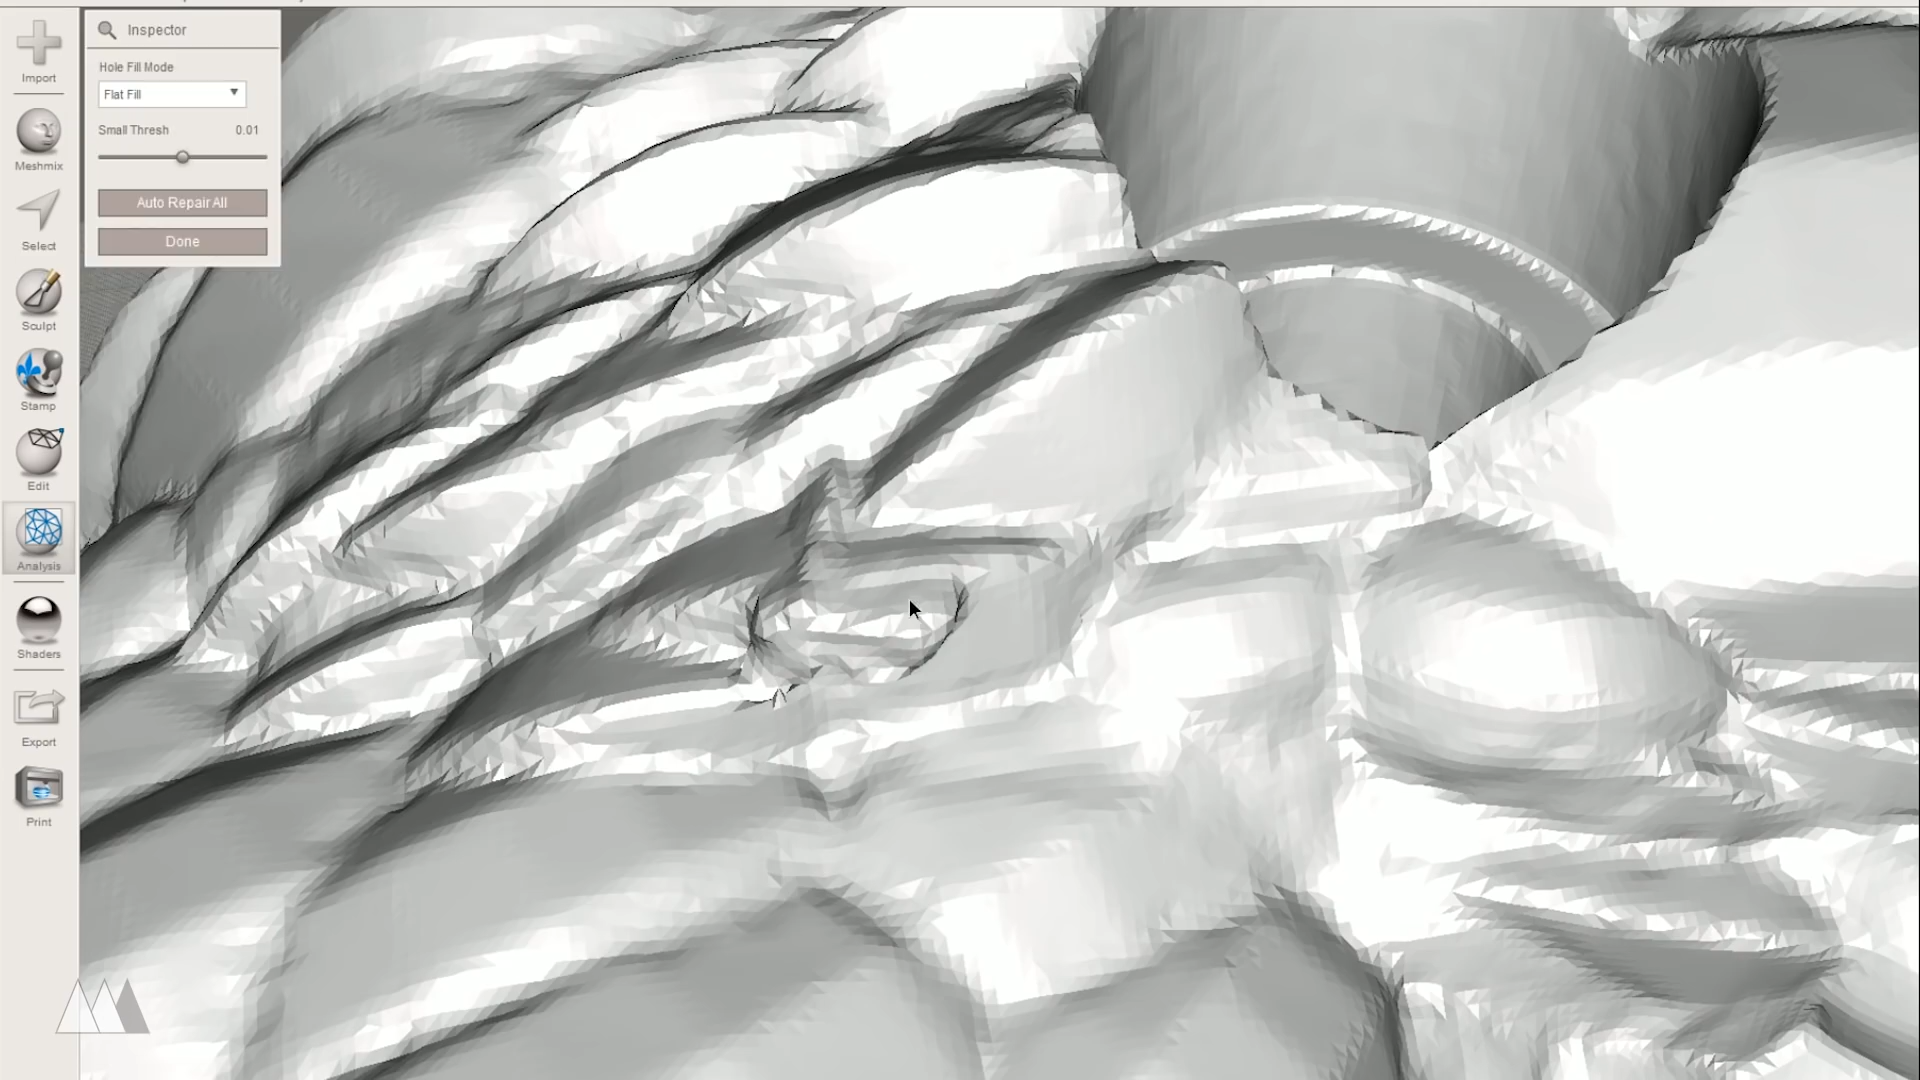 Import
Meshmix
Select
Sculpt
Stamp
Edit
Analysis
Shaders
Export
Print
Inspector
Hole Fill Mode
Flat Fill
Small Thresh 0.01
Auto Repair All
Done